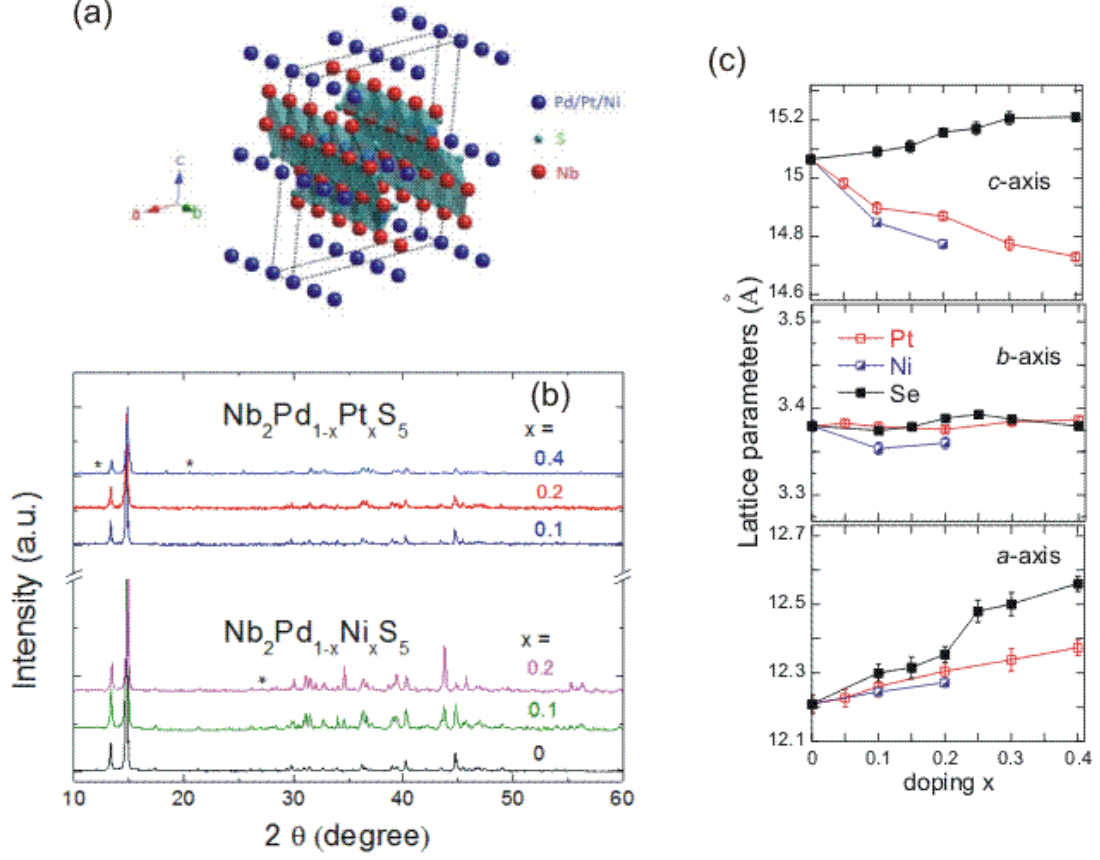 (a)
Pd/Pt/Ni
S
Nb
c
a
b
(b)
Nb2Pd1-xPtxS5
x =
0.4
* *
0.2
0.1
Nb2Pd1-xNixS5
x =
0.2
*
0.1
0
Intensity (a.u.)
10 20 30 40 50 60
2 θ (degree)
(c)
15.2
15
14.8
14.6
c-axis
3.5
3.4
3.3
Pt
Ni
Se
b-axis
12.7
12.5
12.3
12.1
a-axis
Lattice parameters (Å)
0 0.1 0.2 0.3 0.4
doping x